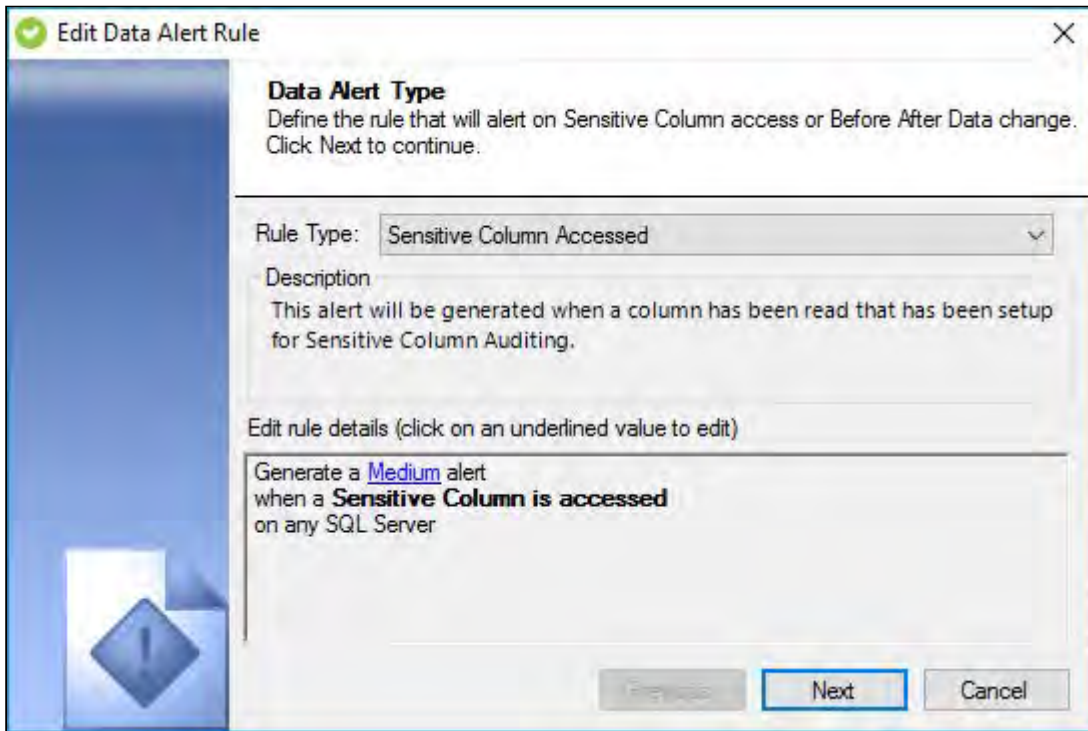 Edit Data Alert Rule
Data Alert Type
Define the rule that will alert on Sensitive Column access or Before After Data change.
Click Next to continue.
Rule Type: Sensitive Column Accessed
Description
This alert will be generated when a column has been read that has been setup
for Sensitive Column Auditing.
Edit rule details (click on an underlined value to edit)
Generate a Medium alert
when a Sensitive Column is accessed
on any SQL Server
Next Cancel